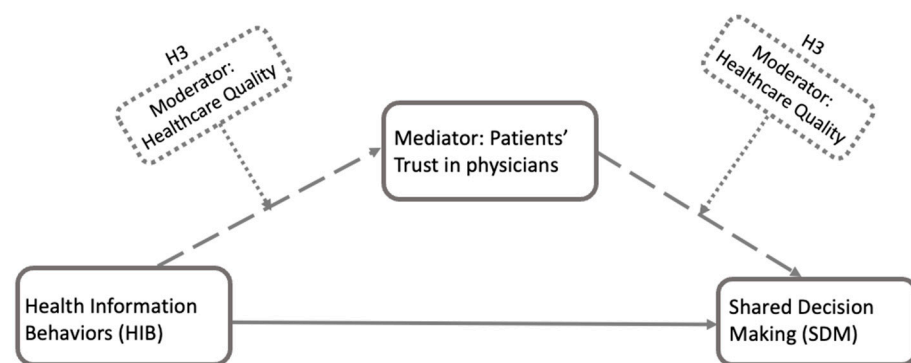 H3
Moderator:
Healthcare Quality
H3
Moderator:
Healthcare Quality
Mediator: Patients’
Trust in physicians
Health Information
Behaviors (HIB)
Shared Decision
Making (SDM)